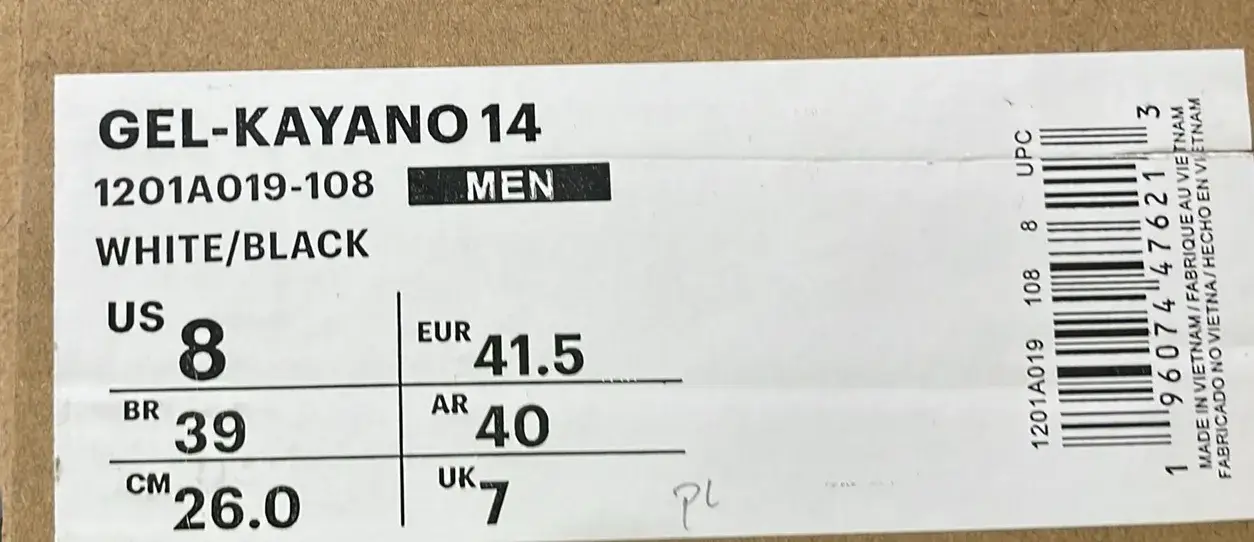 GEL-KAYANO 14
1201A019-108 MEN
WHITE/BLACK
US 8 EUR 41.5
BR 39 AR 40
CM 26.0 UK 7
PL
1201A019 108 8 UPC
1 96074 47621 3
MADE IN VIETNAM/FABRIQUE AU VIETNAM
FABRICADO NO VIETNA/HECHO EN VIETNAM